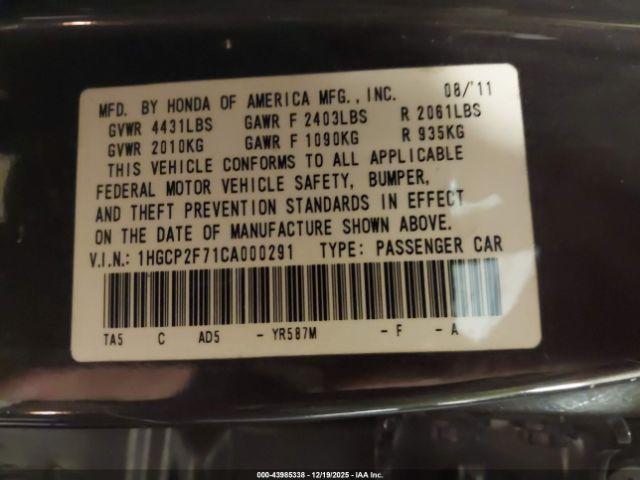 MFD. BY HONDA OF AMERICA MFG., INC. 08/'11
GVWR 4431LBS GAWR F 2403LBS R 2061LBS
GVWR 2010KG GAWR F 1090KG R 935KG
THIS VEHICLE CONFORMS TO ALL APPLICABLE
FEDERAL MOTOR VEHICLE SAFETY, BUMPER,
AND THEFT PREVENTION STANDARDS IN EFFECT
ON THE DATE OF MANUFACTURE SHOWN ABOVE.
V.I.N.: 1HGCP2F71CA000291 TYPE: PASSENGER CAR
TA5 C AD5 - YR587M - F - A
000-43985338 - 12/19/2025 - IAA Inc.